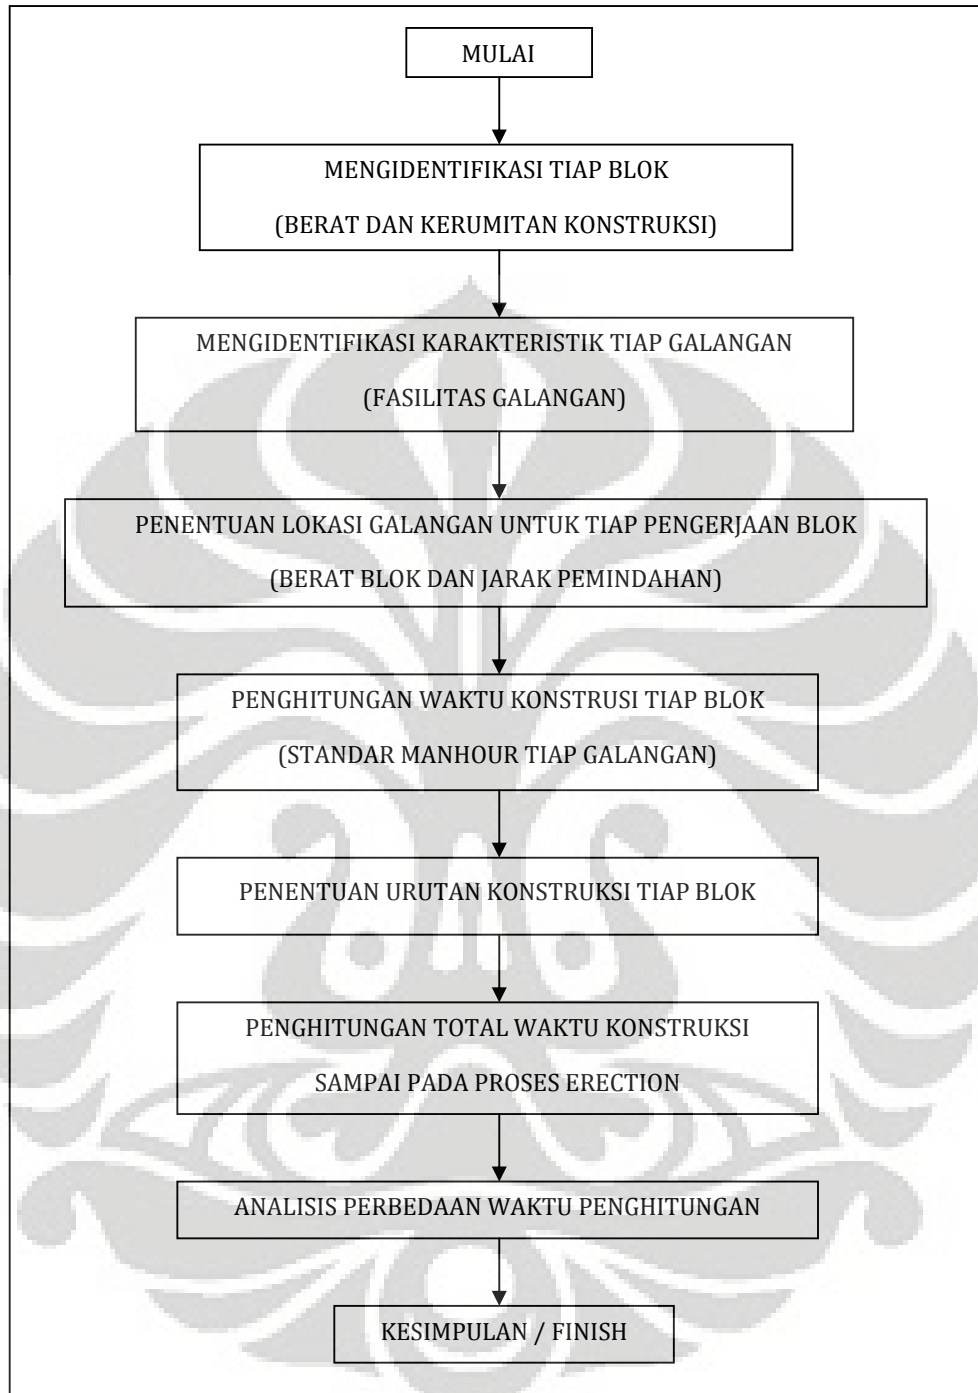 MULAI
MENGIDENTIFIKASI TIAP BLOK
(BERAT DAN KERUMITAN KONSTRUKSI)
MENGIDENTIFIKASI KARAKTERISTIK TIAP GALANGAN
(FASILITAS GALANGAN)
PENENTUAN LOKASI GALANGAN UNTUK TIAP PENGERJAAN BLOK
(BERAT BLOK DAN JARAK PEMINDAHAN)
PENGHITUNGAN WAKTU KONSTRUSI TIAP BLOK
(STANDAR MANHOUR TIAP GALANGAN)
PENENTUAN URUTAN KONSTRUKSI TIAP BLOK
PENGHITUNGAN TOTAL WAKTU KONSTRUKSI
SAMPAI PADA PROSES ERECTION
ANALISIS PERBEDAAN WAKTU PENGHITUNGAN
KESIMPULAN / FINISH